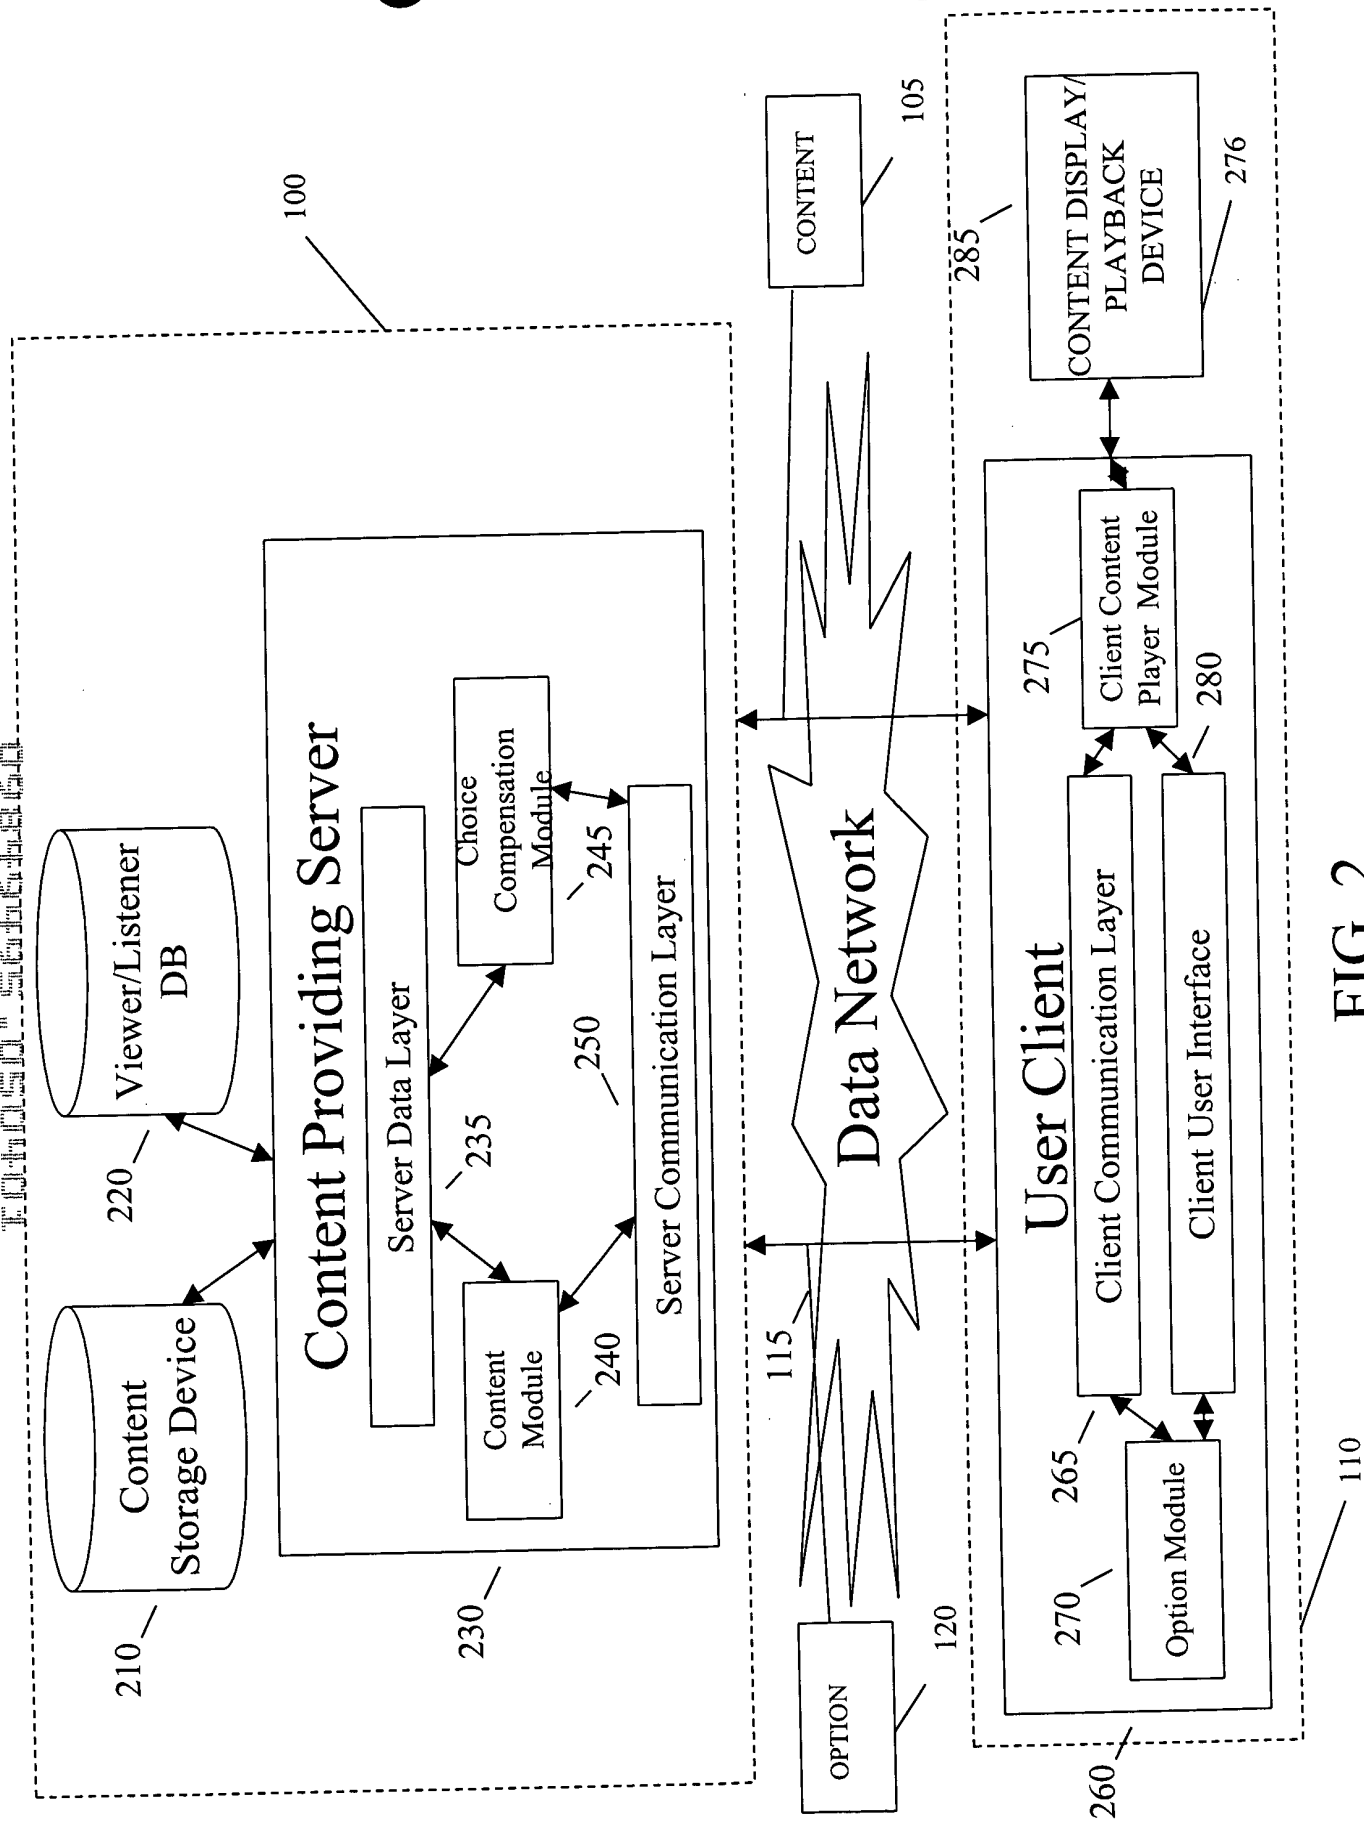 Content
Storage Device
210
Viewer/Listener
DB
220
100
Content Providing Server
230
Server Data Layer
235
Content
Module
240
Choice
Compensation
Module
245
250
Server Communication Layer
OPTION
120
115
Data Network
CONTENT
105
User Client
260
265
Client Communication Layer
270
Option Module
Client User Interface
275
Client Content
Player Module
280
285
CONTENT DISPLAY/
PLAYBACK
DEVICE
276
110
FIG. 2